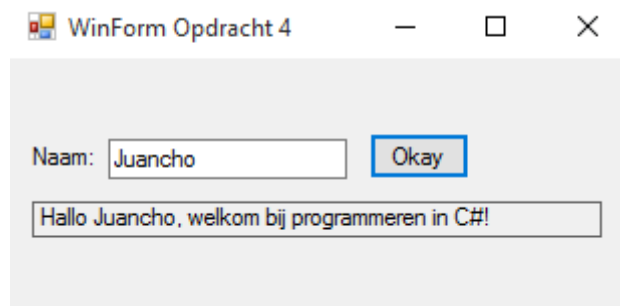 WinForm Opdracht 4
Naam: Juancho Okay
Hallo Juancho, welkom bij programmeren in C#!